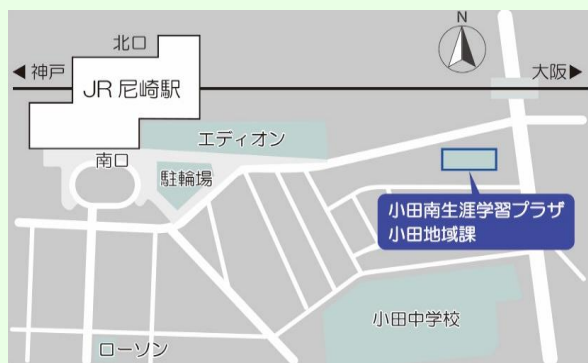 北口
N
◀神戸
JR尼崎駅
大阪▶
エディオン
南口
駐輪場
小田南生涯学習プラザ
小田地域課
小田中学校
ローソン